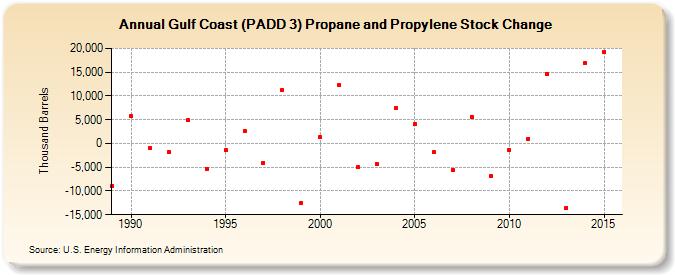 Annual Gulf Coast (PADD 3) Propane and Propylene Stock Change
Thousand Barrels
20,000
15,000
10,000
5,000
0
-5,000
-10,000
-15,000
1990 1995 2000 2005 2010 2015
Source: U.S. Energy Information Administration